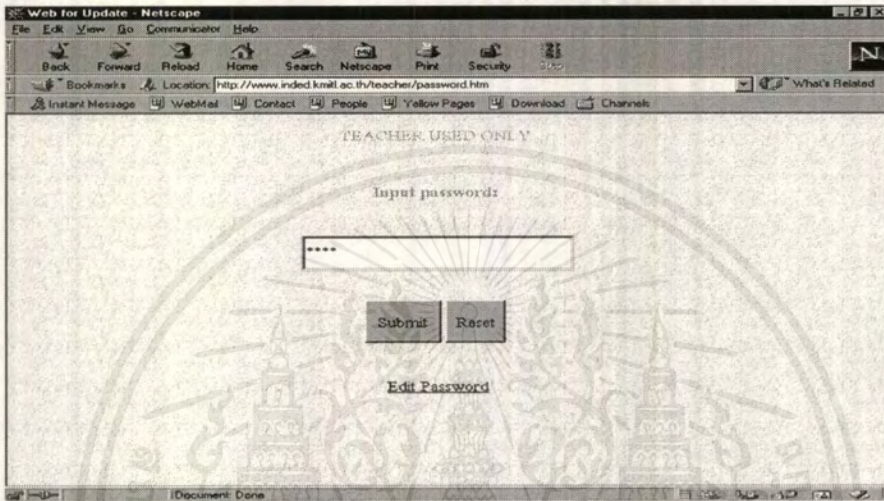 Web for Update - Netscape
File Edit View Go Communicator Help
Back Forward Reload Home Search Netscape Print Security Stop
Bookmarks Location: http://www.inded.kmitl.ac.th/teacher/password.htm What's Related
Instant Message WebMail Contact People Yellow Pages Download Channels
TEACHER USED ONLY
Input password:
****
Submit Reset
Edit Password
Document: Done